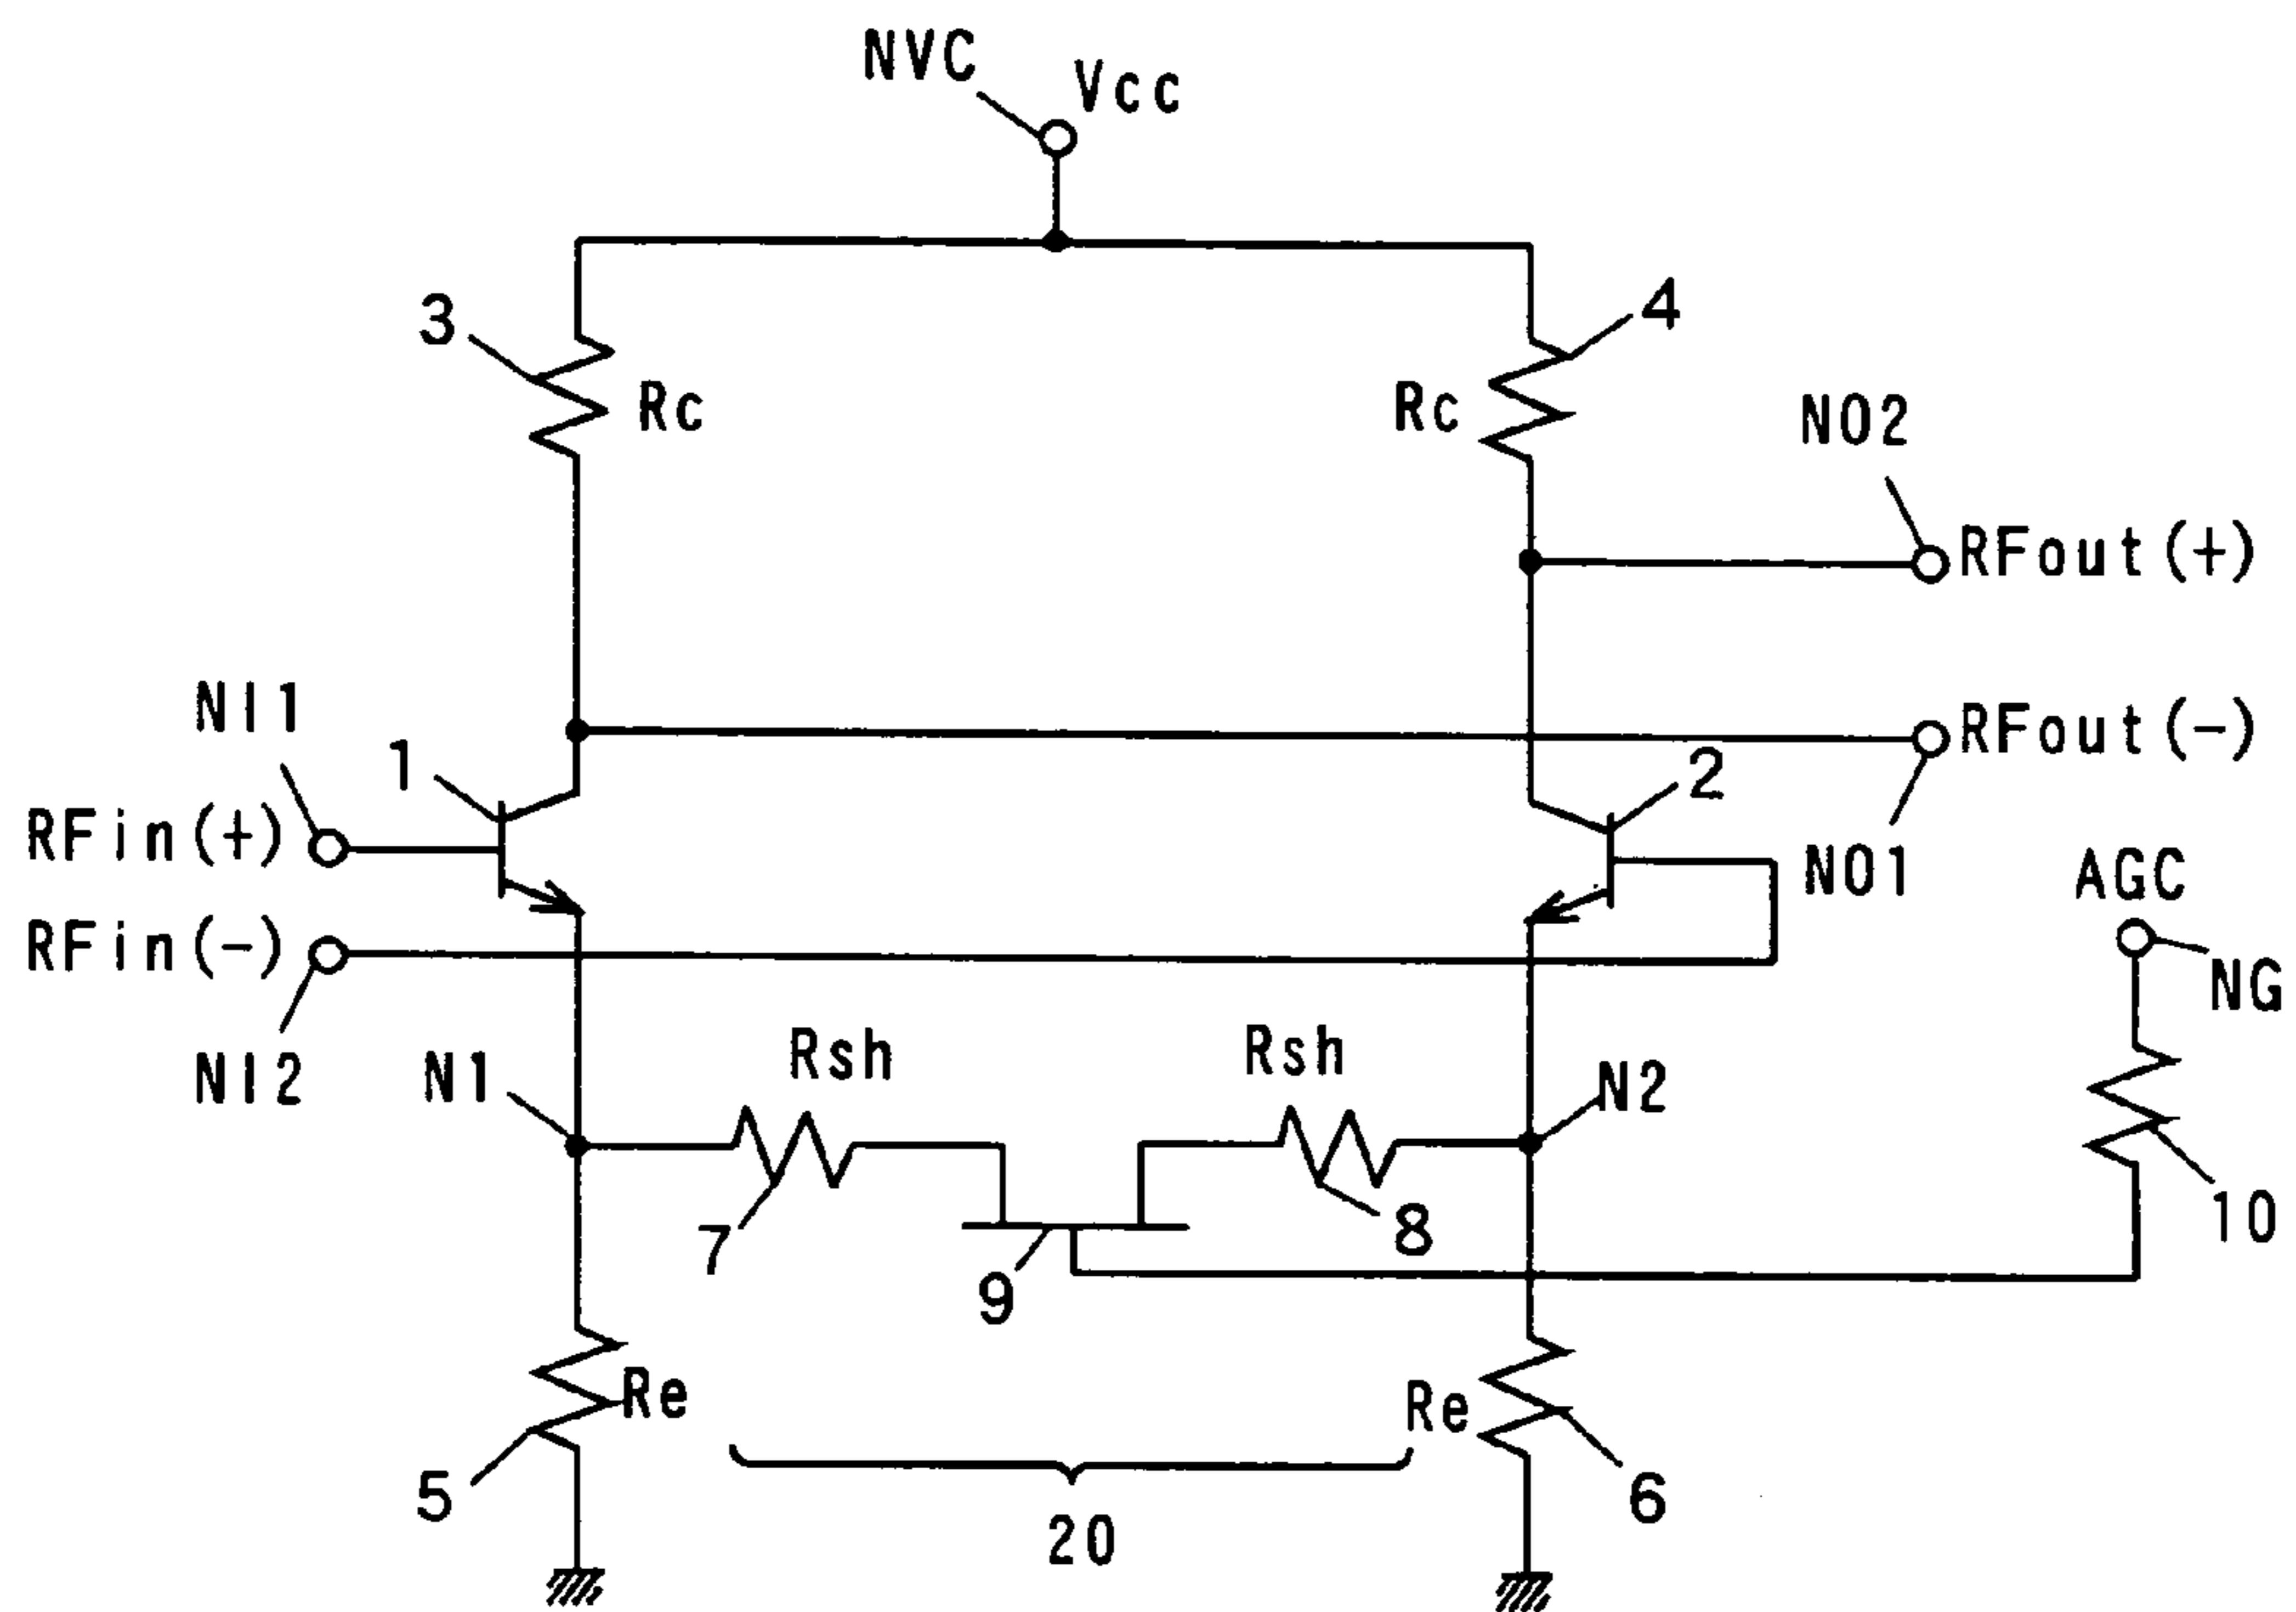 NVC
Vcc
3
4
Rc
Rc
NO2
RFout(+)
NI1
RFout(-)
1
2
RFin(+)
NO1
AGC
RFin(-)
NG
NI2
N1
Rsh
Rsh
N2
7
8
10
9
Re
Re
5
6
20